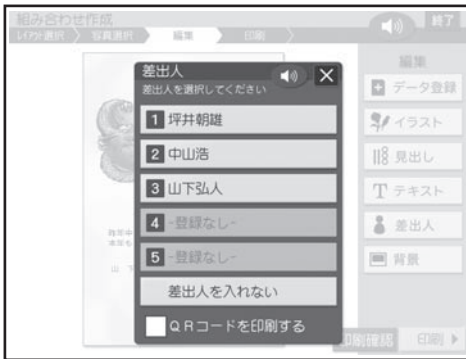 組み合わせ作成
終了
レイアウト選択
写真選択
編集
印刷
差出人
差出人を選択してください
1 坪井朝雄
2 中山浩
3 山下弘人
4 -登録なし-
5 -登録なし-
差出人を入れない
QRコードを印刷する
編集
データ登録
イラスト
見出し
T テキスト
差出人
背景
印刷確認
印刷